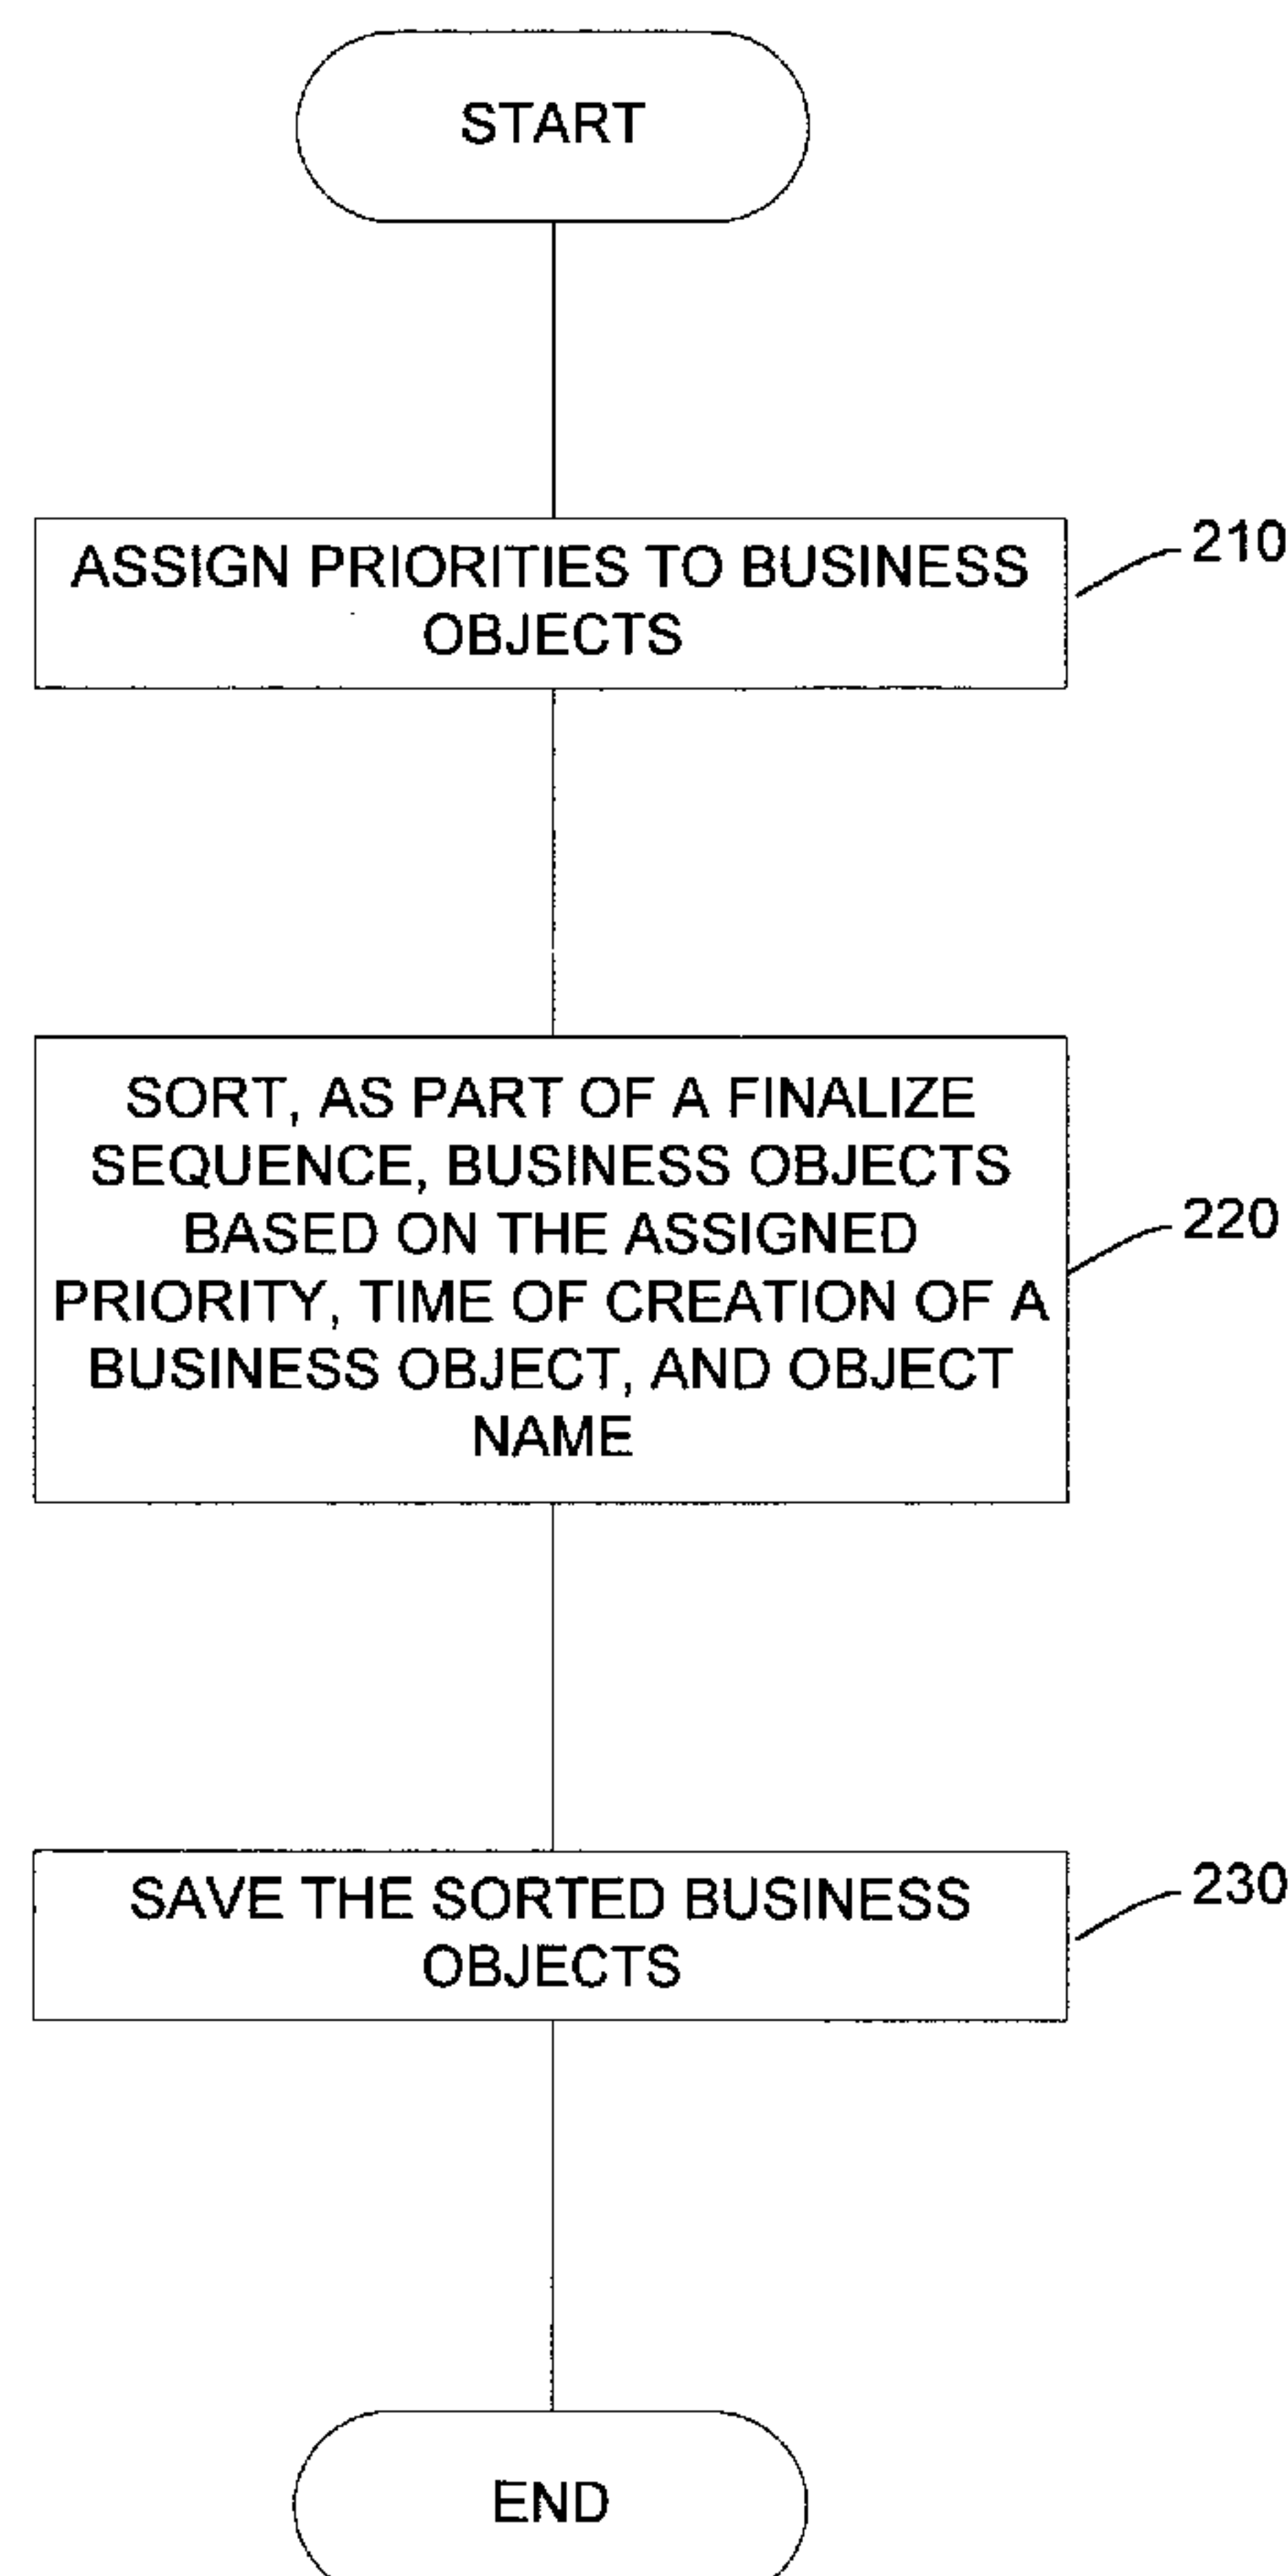 START
ASSIGN PRIORITIES TO BUSINESS
OBJECTS
210
SORT, AS PART OF A FINALIZE
SEQUENCE, BUSINESS OBJECTS
BASED ON THE ASSIGNED
PRIORITY, TIME OF CREATION OF A
BUSINESS OBJECT, AND OBJECT
NAME
220
SAVE THE SORTED BUSINESS
OBJECTS
230
END